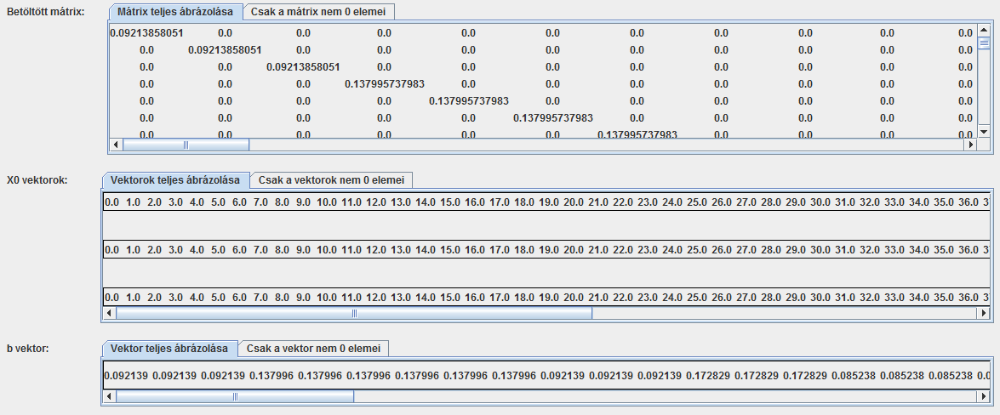 Betöltött mátrix:
Mátrix teljes ábrázolása Csak a mátrix nem 0 elemei
0.09213858051 0.0 0.0 0.0 0.0 0.0 0.0 0.0 0.0 0.0 0.0
0.0 0.09213858051 0.0 0.0 0.0 0.0 0.0 0.0 0.0 0.0 0.0
0.0 0.0 0.09213858051 0.0 0.0 0.0 0.0 0.0 0.0 0.0 0.0
0.0 0.0 0.0 0.137995737983 0.0 0.0 0.0 0.0 0.0 0.0 0.0
0.0 0.0 0.0 0.0 0.137995737983 0.0 0.0 0.0 0.0 0.0 0.0
0.0 0.0 0.0 0.0 0.0 0.137995737983 0.0 0.0 0.0 0.0 0.0
0.0 0.0 0.0 0.0 0.0 0.0 0.137995737983 0.0 0.0 0.0 0.0
X0 vektorok:
Vektorok teljes ábrázolása Csak a vektorok nem 0 elemei
0.0 1.0 2.0 3.0 4.0 5.0 6.0 7.0 8.0 9.0 10.0 11.0 12.0 13.0 14.0 15.0 16.0 17.0 18.0 19.0 20.0 21.0 22.0 23.0 24.0 25.0 26.0 27.0 28.0 29.0 30.0 31.0 32.0 33.0 34.0 35.0 36.0
0.0 1.0 2.0 3.0 4.0 5.0 6.0 7.0 8.0 9.0 10.0 11.0 12.0 13.0 14.0 15.0 16.0 17.0 18.0 19.0 20.0 21.0 22.0 23.0 24.0 25.0 26.0 27.0 28.0 29.0 30.0 31.0 32.0 33.0 34.0 35.0 36.0
0.0 1.0 2.0 3.0 4.0 5.0 6.0 7.0 8.0 9.0 10.0 11.0 12.0 13.0 14.0 15.0 16.0 17.0 18.0 19.0 20.0 21.0 22.0 23.0 24.0 25.0 26.0 27.0 28.0 29.0 30.0 31.0 32.0 33.0 34.0 35.0 36.0
b vektor:
Vektor teljes ábrázolása Csak a vektor nem 0 elemei
0.092139 0.092139 0.092139 0.137996 0.137996 0.137996 0.137996 0.137996 0.137996 0.092139 0.092139 0.092139 0.172829 0.172829 0.172829 0.085238 0.085238 0.085238